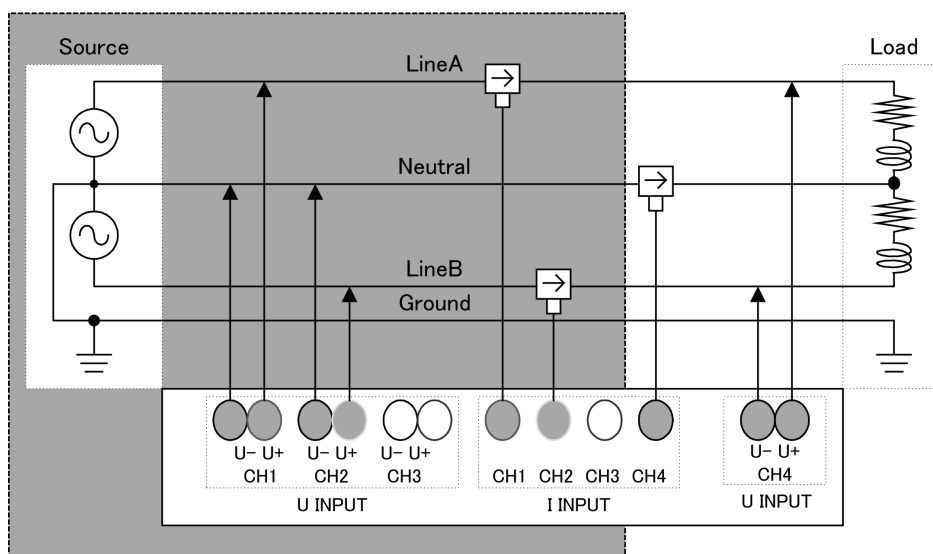 Source
Load
LineA
Neutral
LineB
Ground
U- U+ U- U+ U- U+ U- U+
CH1 CH2 CH3 CH1 CH2 CH3 CH4 CH4
U INPUT I INPUT U INPUT